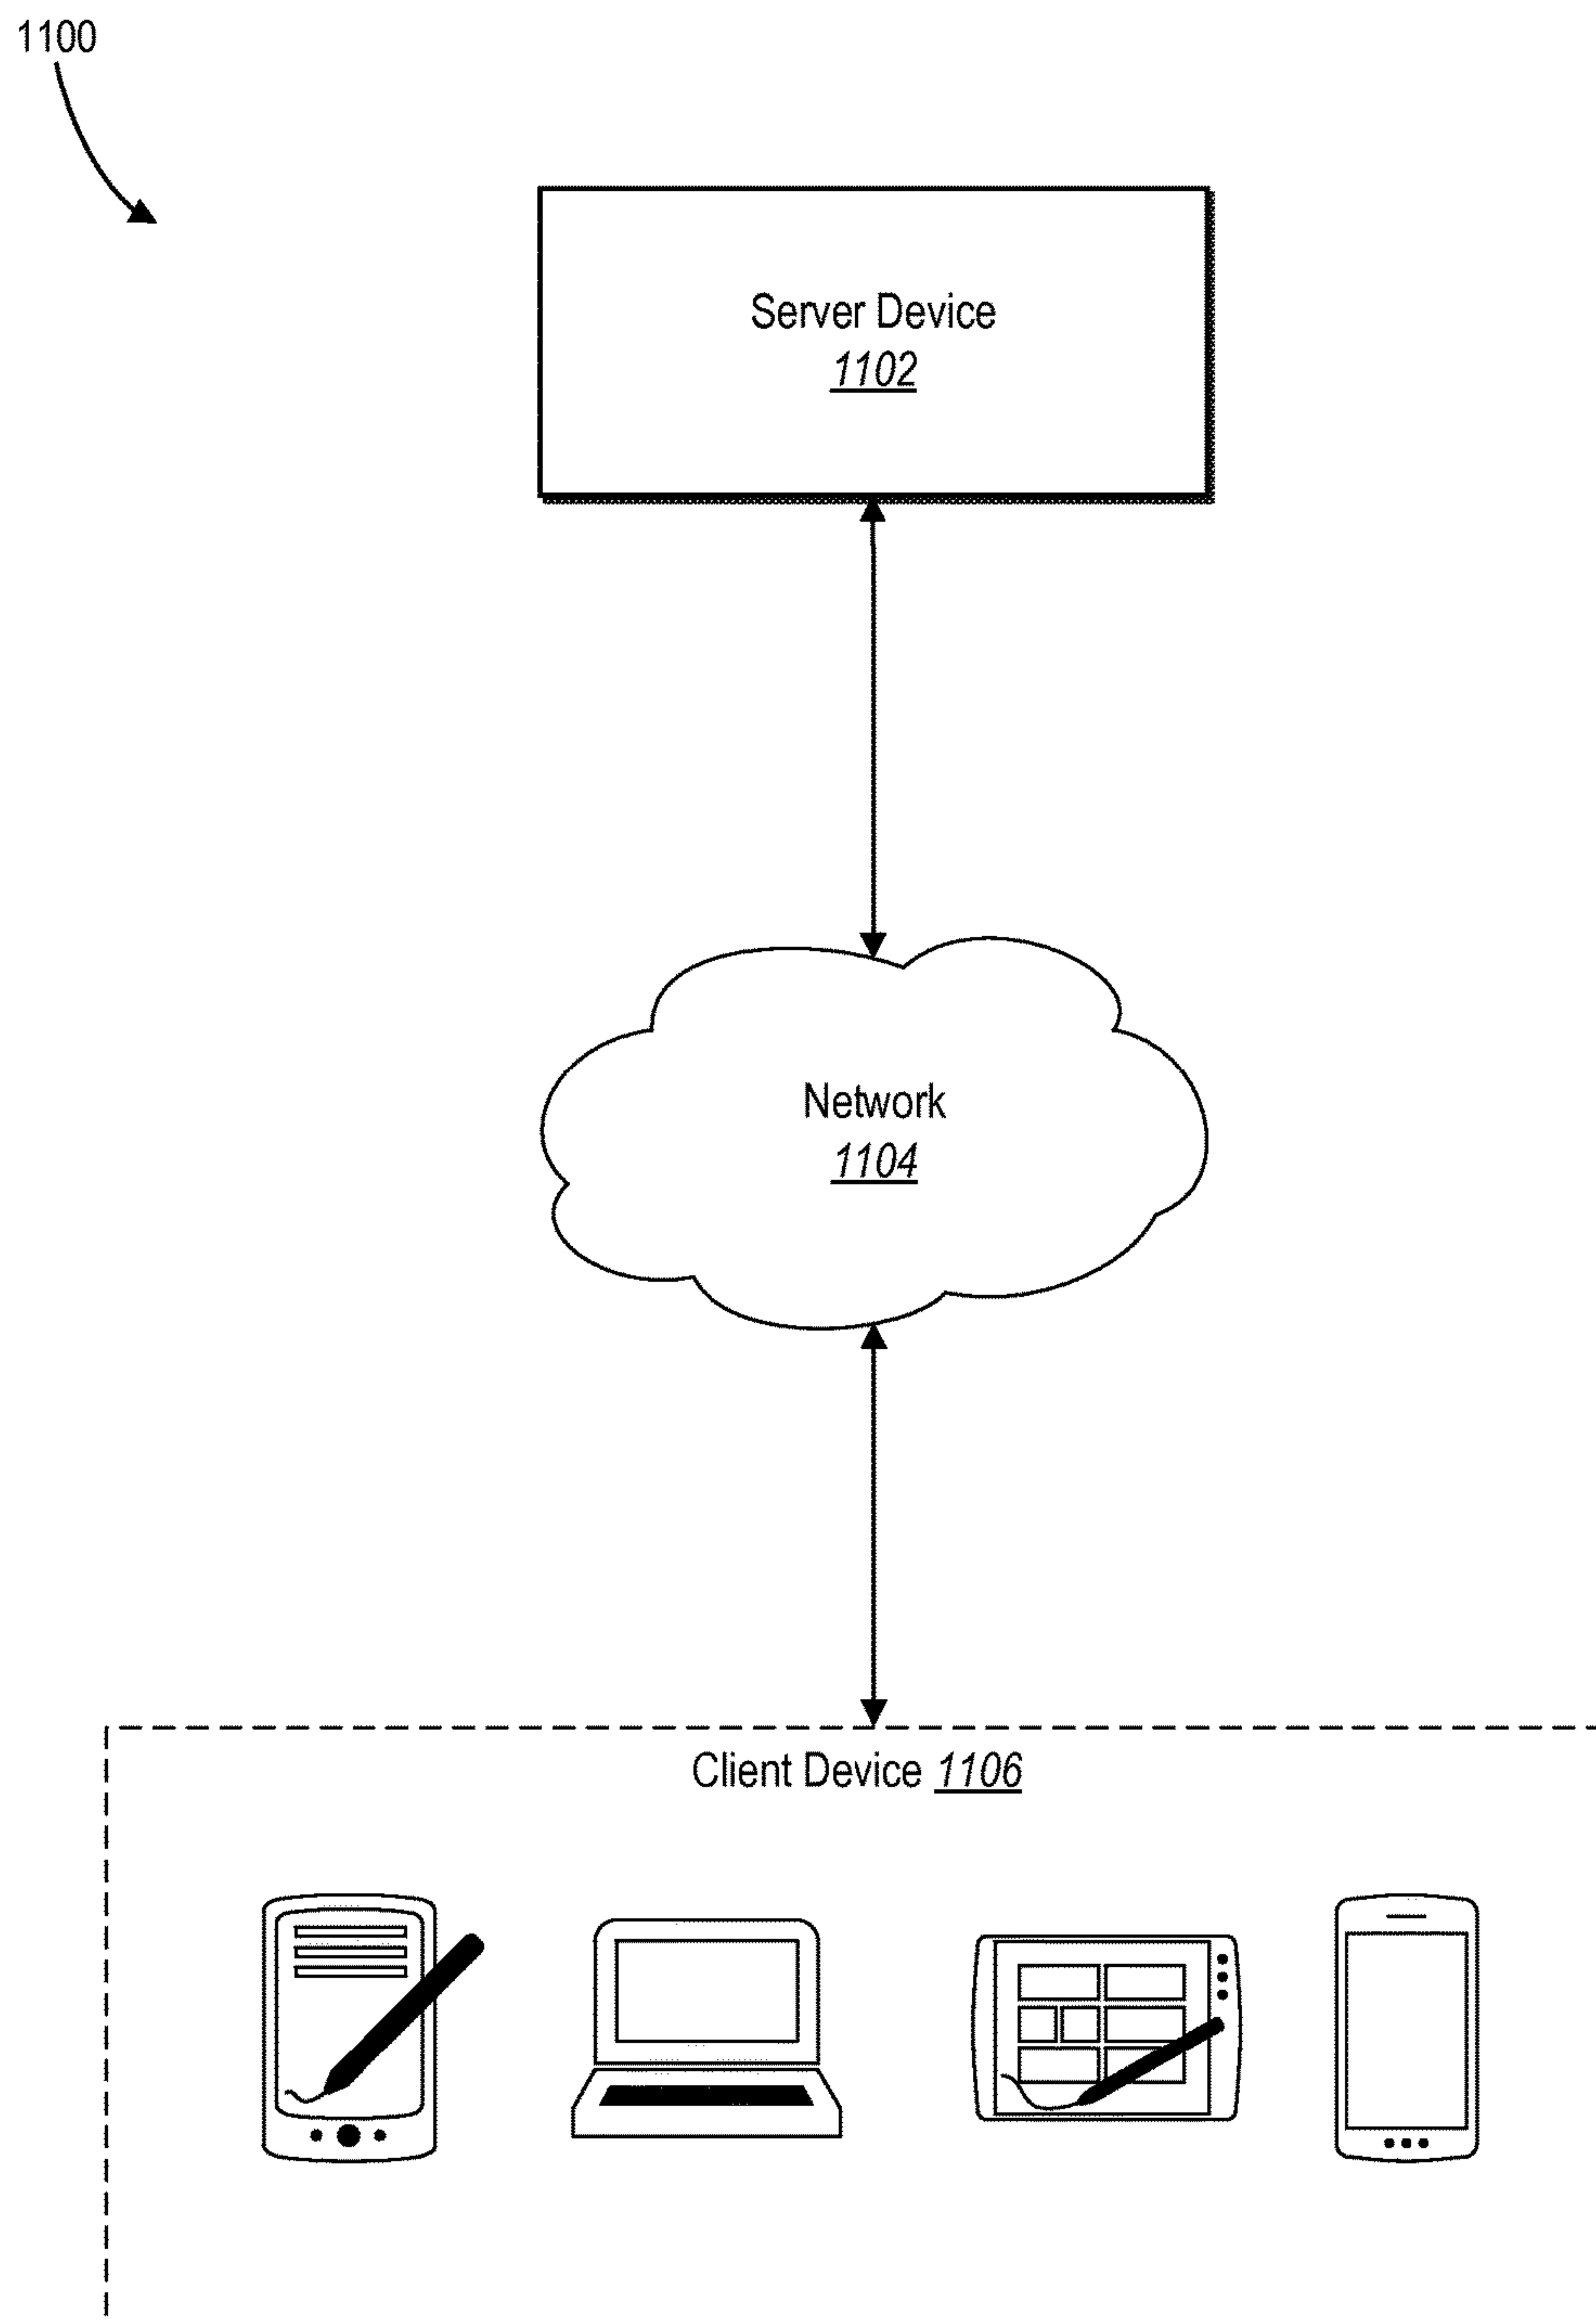 1100
Server Device
1102
Network
1104
Client Device 1106